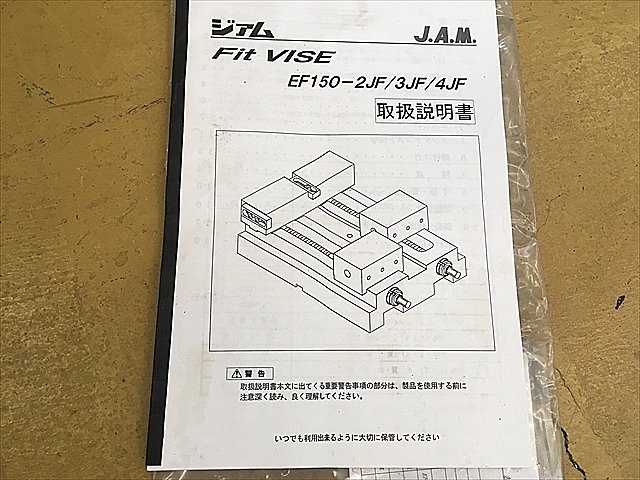 ジアム
J.A.M.
Fit VISE
EF150-2JF/3JF/4JF
取扱説明書
警告
取扱説明書本文に出てくる重要警告事項の部分は、製品を使用する前に
注意深く読み、良く理解してください。
いつでも利用出来るように大切に保管してください